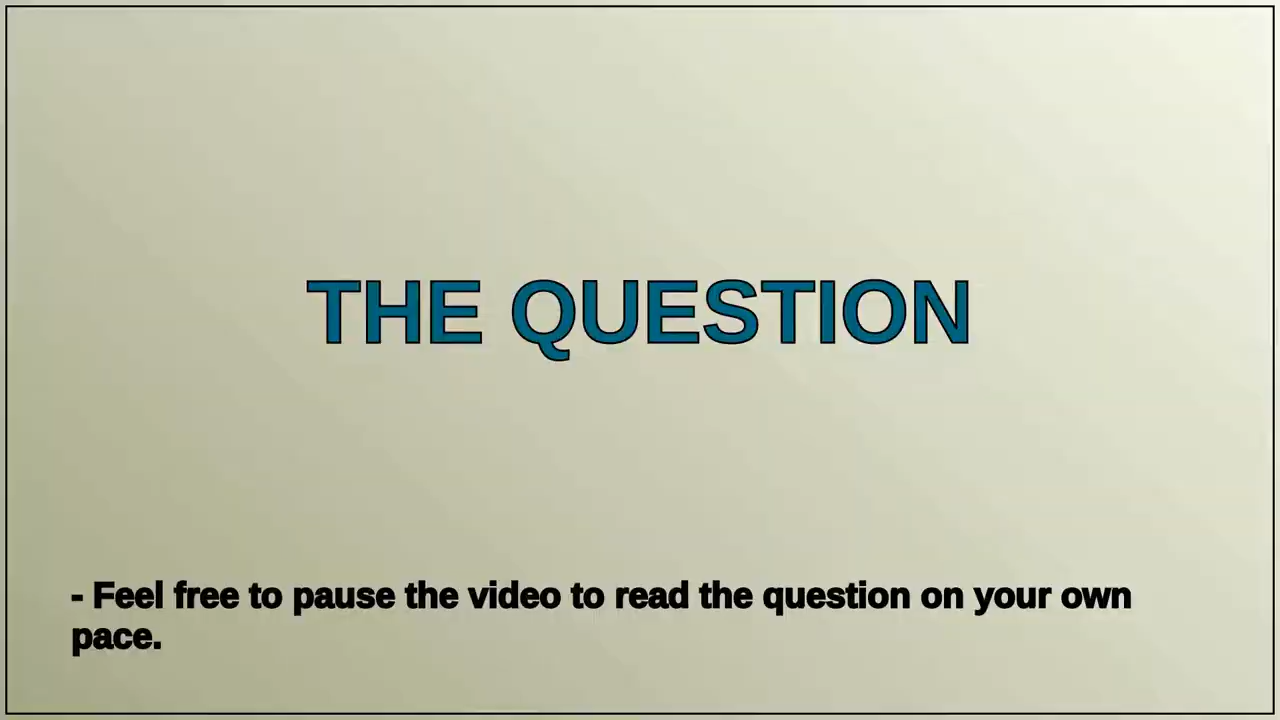 THE QUESTION
- Feel free to pause the video to read the question on your own
pace.